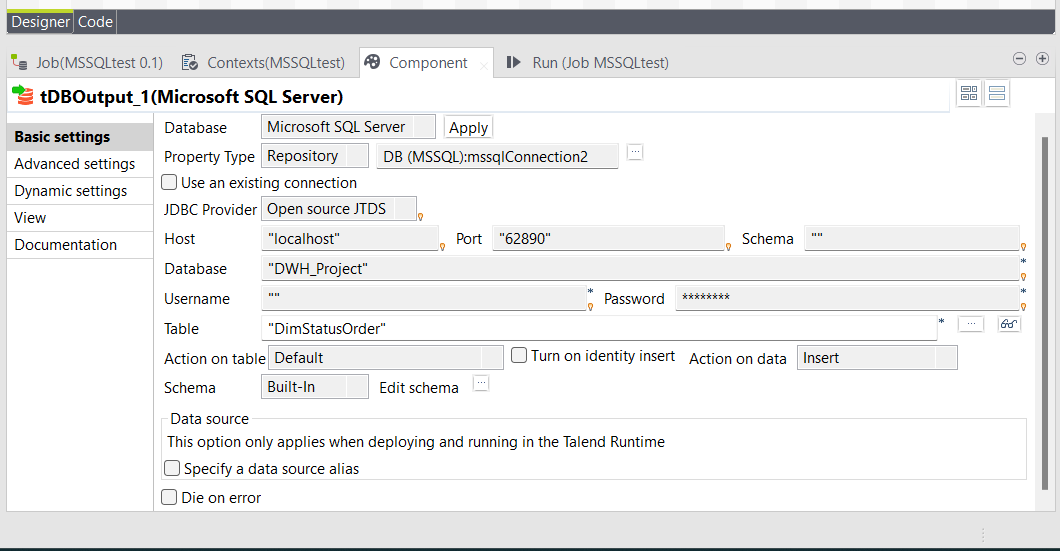 Designer Code
Job(MSSQLtest 0.1) Contexts(MSSQLtest) Component Run (Job MSSQLtest)
tDBOutput_1(Microsoft SQL Server)
Basic settings
Advanced settings
Dynamic settings
View
Documentation
Database Microsoft SQL Server Apply
Property Type Repository DB (MSSQL):mssqlConnection2 ...
Use an existing connection
JDBC Provider Open source JTDS
Host "localhost" Port "62890" Schema ""
Database "DWH_Project" *
Username "" * Password ******** *
Table "DimStatusOrder" * ...
Action on table Default Turn on identity insert Action on data Insert
Schema Built-In Edit schema ...
Data source
This option only applies when deploying and running in the Talend Runtime
Specify a data source alias
Die on error